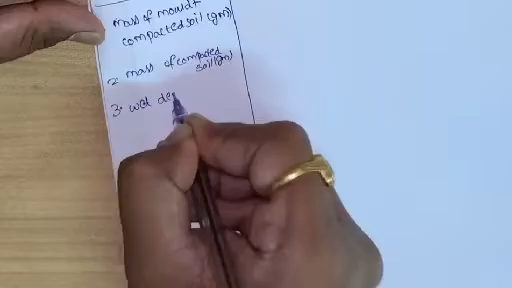 mass of mould+
compacted soil (gm)
2. mass of compacted
soil (gm)
3. wet de